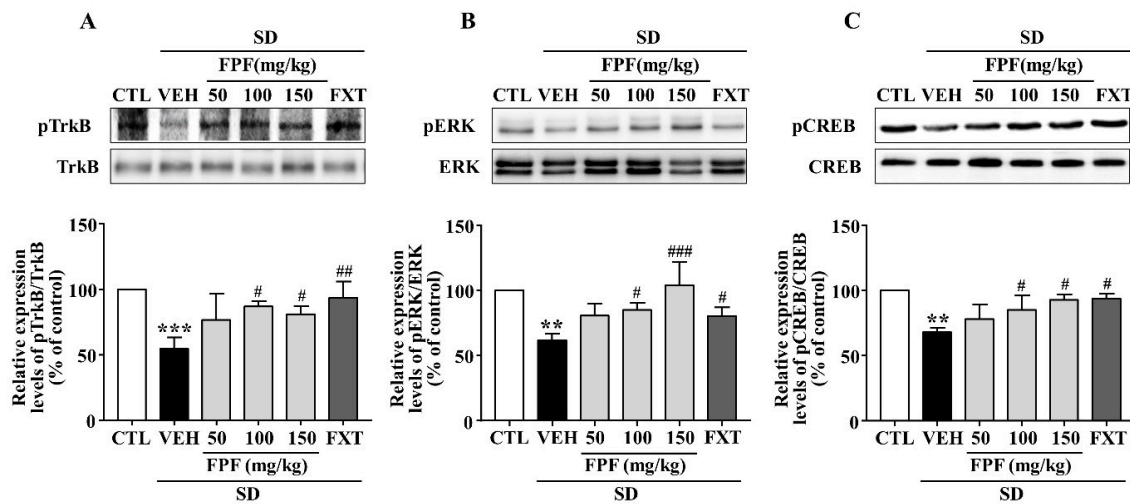 A
SD
FPF(mg/kg)
CTL VEH 50 100 150 FXT
pTrkB
TrkB
Relative expression
levels of pTrkB/TrkB
(% of control)
150
100
50
0
***
#
#
##
CTL VEH 50 100 150 FXT
FPF (mg/kg)
SD
B
SD
FPF(mg/kg)
CTL VEH 50 100 150 FXT
pERK
ERK
Relative expression
levels of pERK/ERK
(% of control)
150
100
50
0
**
#
###
#
CTL VEH 50 100 150 FXT
FPF (mg/kg)
SD
C
SD
FPF(mg/kg)
CTL VEH 50 100 150 FXT
pCREB
CREB
Relative expression
levels of pCREB/CREB
(% of control)
150
100
50
0
**
#
#
#
CTL VEH 50 100 150 FXT
FPF (mg/kg)
SD